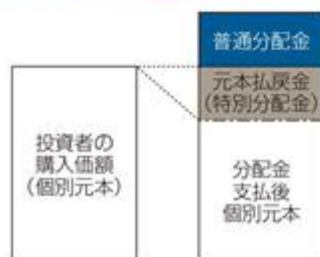 普通分配金
元本払戻金
(特別分配金)
投資者の
購入価額
(個別元本)
分配金
支払後
個別元本